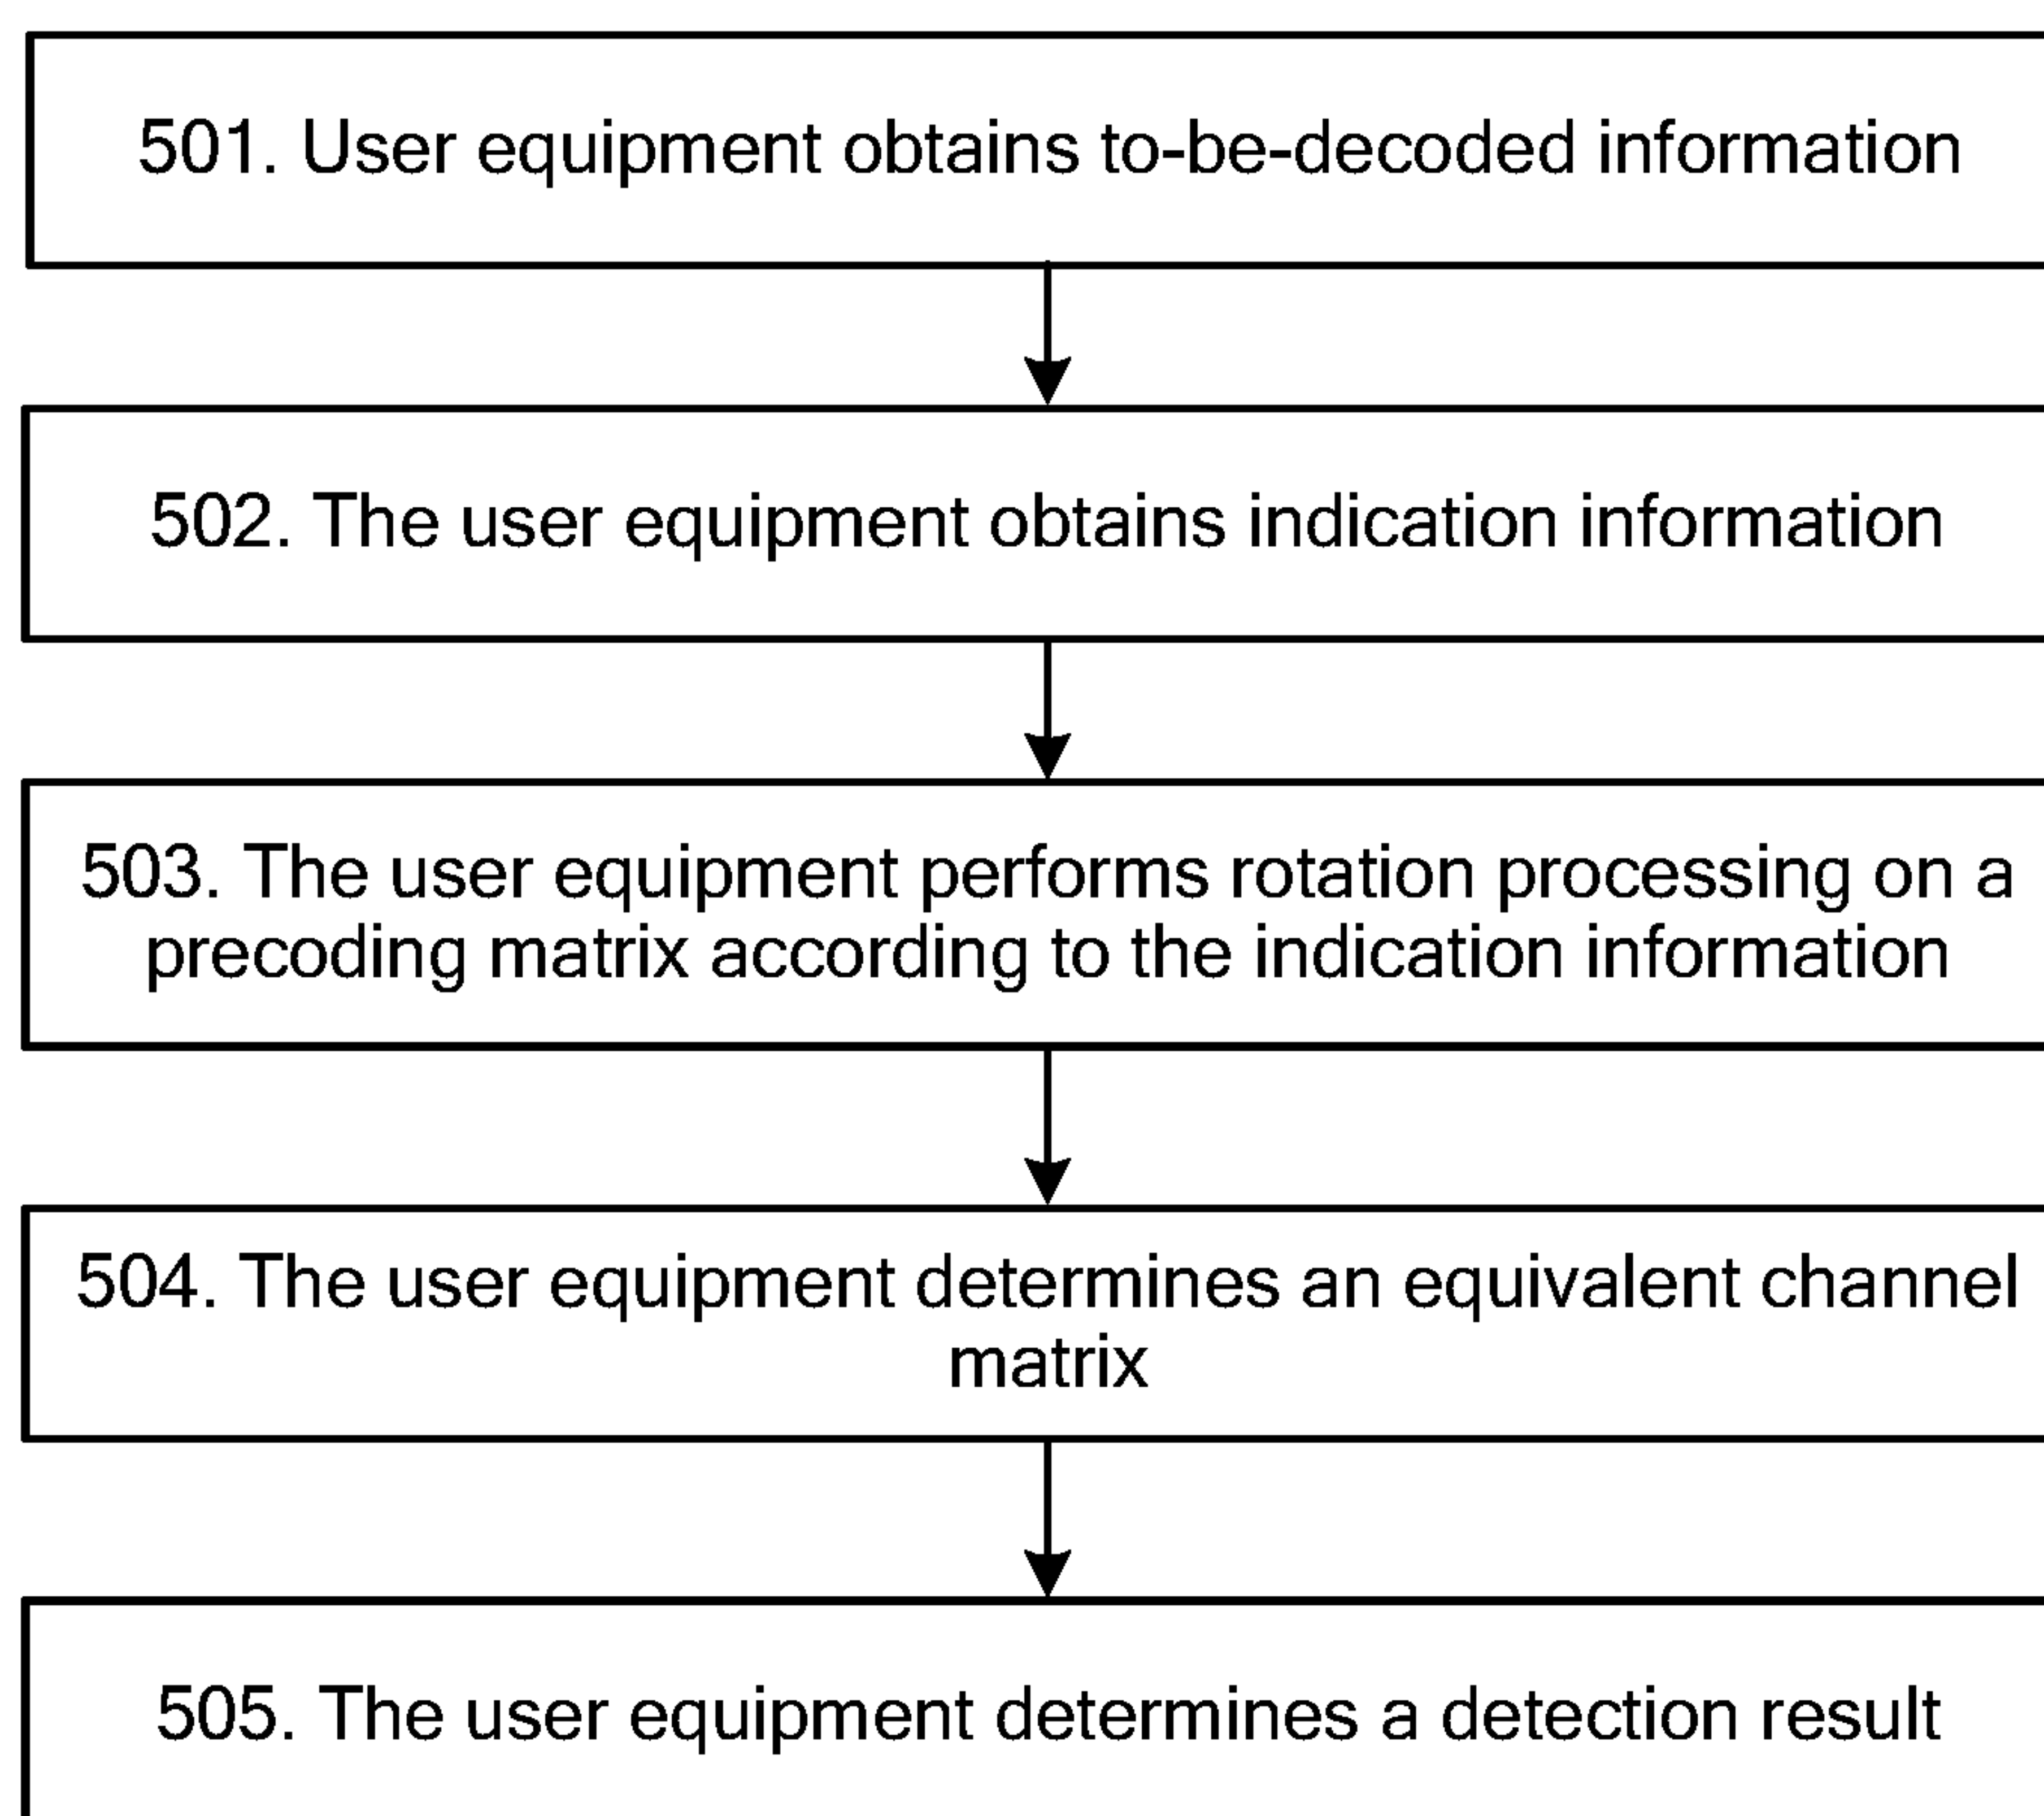 501. User equipment obtains to-be-decoded information
502. The user equipment obtains indication information
503. The user equipment performs rotation processing on a
precoding matrix according to the indication information
504. The user equipment determines an equivalent channel
matrix
505. The user equipment determines a detection result